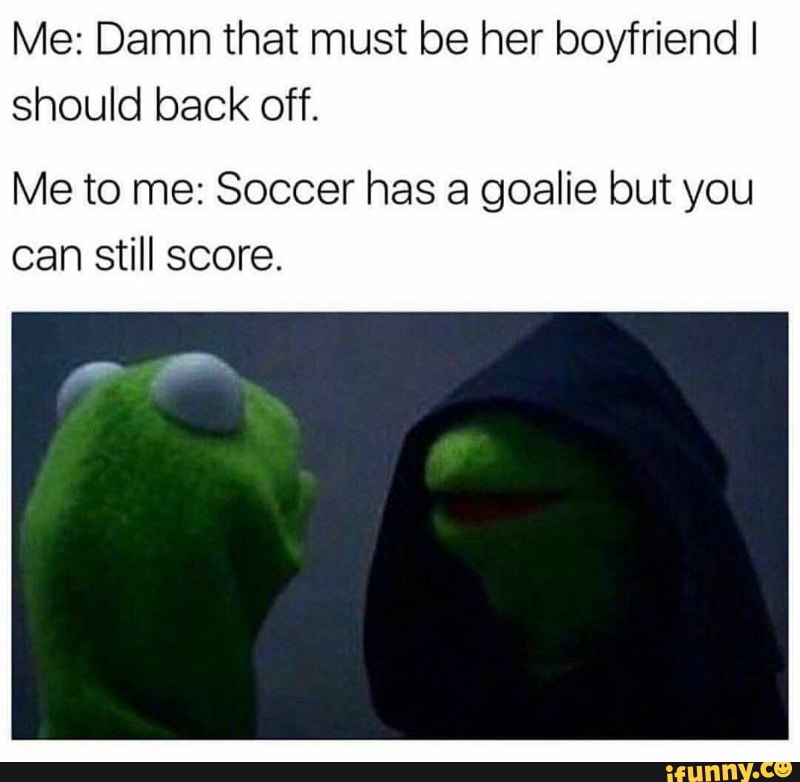 Me: Damn that must be her boyfriend I
should back off.
Me to me: Soccer has a goalie but you
can still score.
ifunny.co